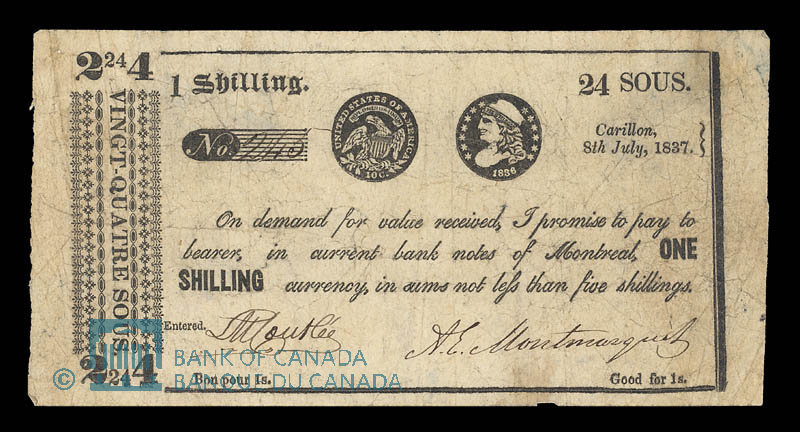 2 24 4
VINGT-QUATRE SOUS
2 24 4
1 Shilling.
24 SOUS.
No
UNITED STATES OF AMERICA
10 C.
1836
Carillon,
8th July, 1837.
On demand for value received, I promise to pay to
bearer, in current bank notes of Montreal, ONE
SHILLING currency, in sums not less than five shillings.
Entered.
A.E. Montmarquet
Bon pour 1s.
Good for 1s.
© BANK OF CANADA
BANQUE DU CANADA